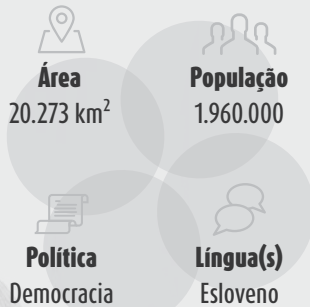 Área
20.273 km²
População
1.960.000
Política
Democracia
Língua(s)
Esloveno